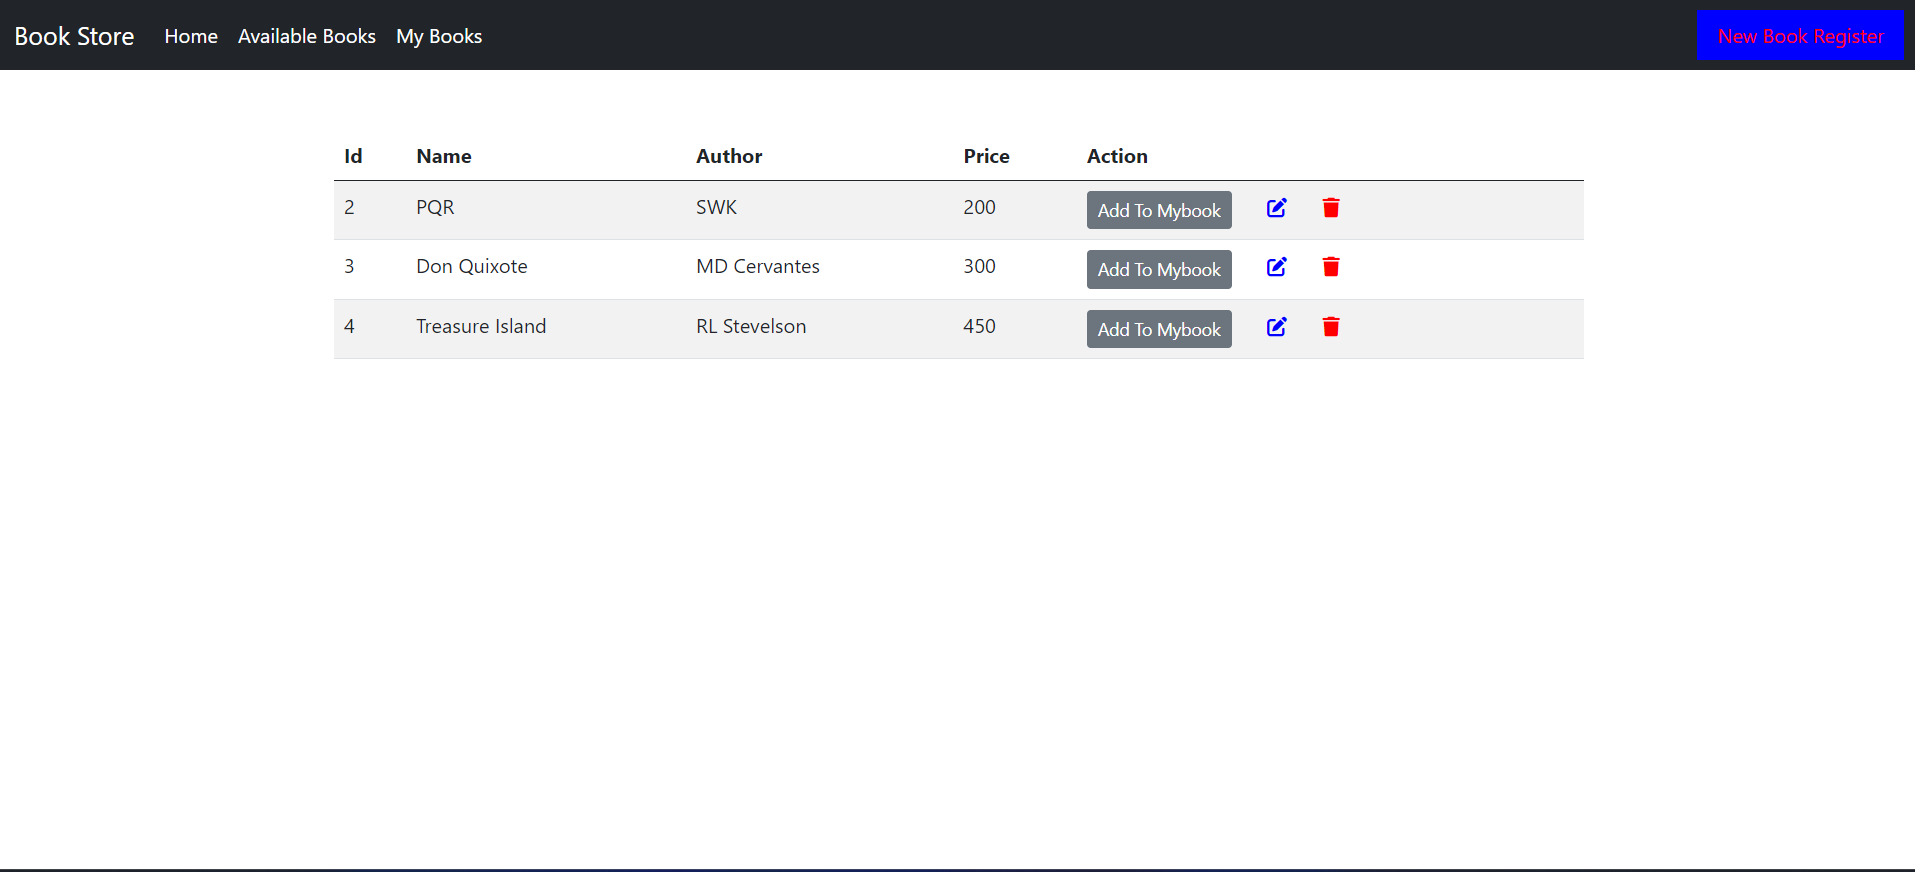 Book Store Home Available Books My Books New Book Register
Id Name Author Price Action
2 PQR SWK 200 Add To Mybook
3 Don Quixote MD Cervantes 300 Add To Mybook
4 Treasure Island RL Stevelson 450 Add To Mybook